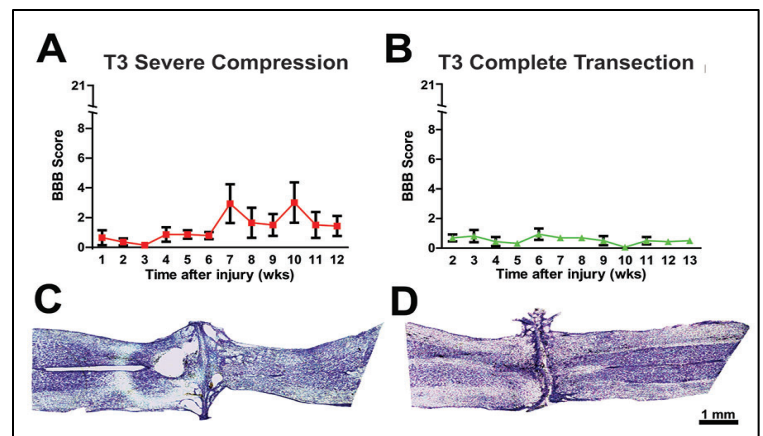 A
T3 Severe Compression
21
8
6
4
2
0
BBB Score
1 2 3 4 5 6 7 8 9 10 11 12
Time after injury (wks)
B
T3 Complete Transection
21
8
6
4
2
0
BBB Score
2 3 4 5 6 7 8 9 10 11 12 13
Time after injury (wks)
C
D
1 mm